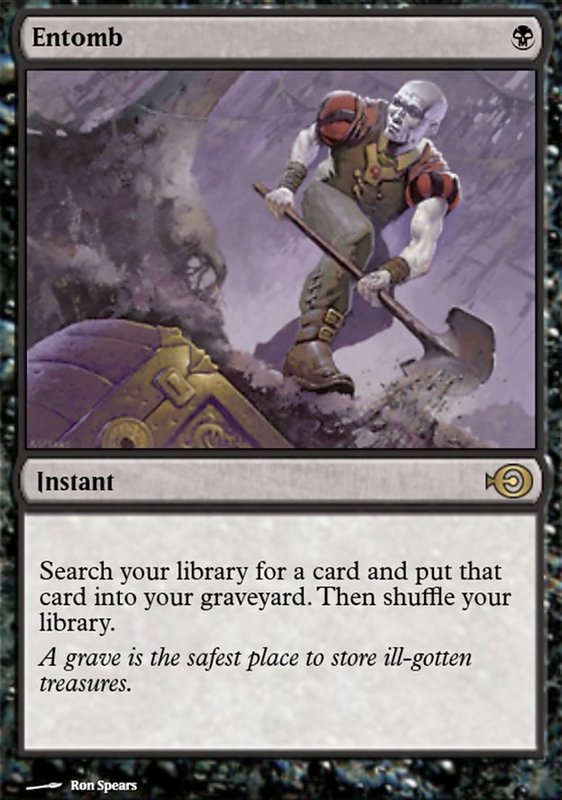 Entomb
Instant
Search your library for a card and put that
card into your graveyard. Then shuffle your
library.
A grave is the safest place to store ill-gotten
treasures.
Ron Spears